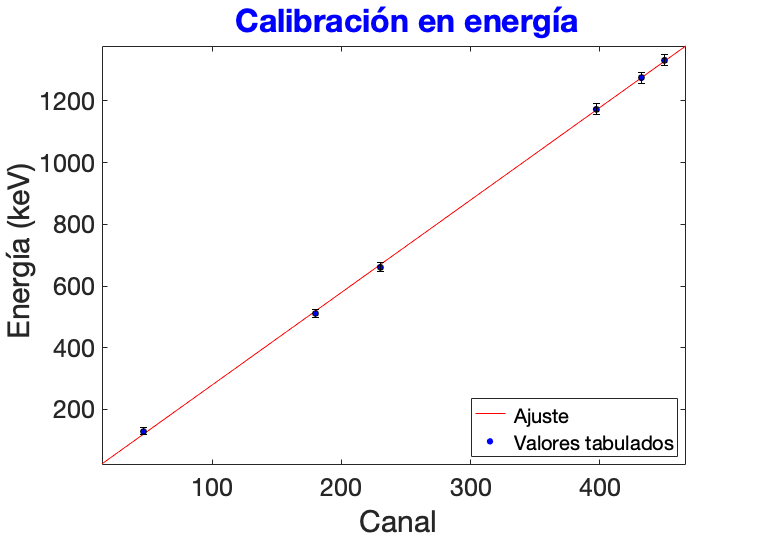 Calibración en energía
Energía (keV)
1200
1000
800
600
400
200
100
200
300
400
Canal
Ajuste
Valores tabulados